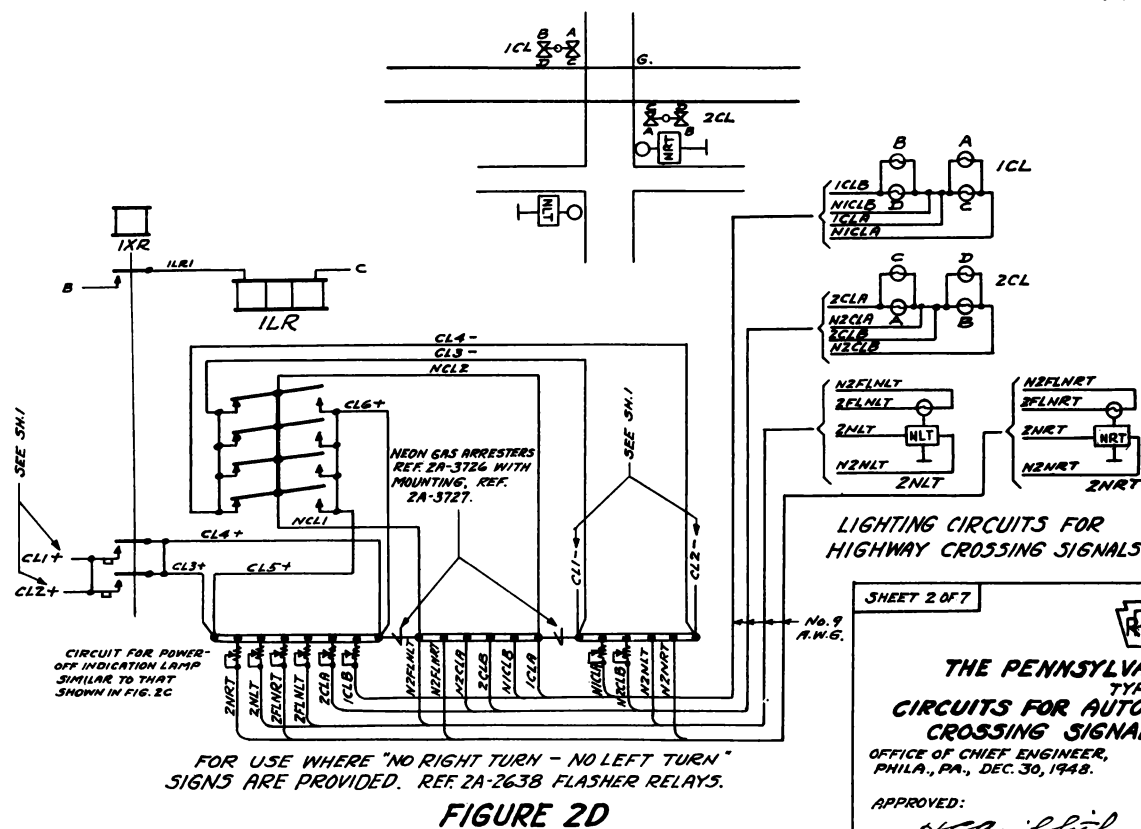 B A
1CL
D C
G.
C D
2CL
A B
NRT
NLT
1XR
1LR1
B
C
1LR
CL4-
CL3-
NCL2
CL6+
SEE SH.1
NEON GAS ARRESTERS
REF. 2A-3726 WITH
MOUNTING, REF.
2A-3727.
SEE SH.1
NCL1
CL4+
CL1+
CL3+
CL5+
CL2+
CL1-
CL2-
CIRCUIT FOR POWER-
OFF INDICATION LAMP
SIMILAR TO THAT
SHOWN IN FIG. 2C
2NRT
2NLT
2FLNRT
2FLNLT
2CLA
1CLB
N2FLNLT
N2FLNRT
N2CLA
2CLB
N1CLB
1CLA
N1CLA
N2CLB
N2NLT
N2NRT
No. 9
A.W.G.
B A
1CL
1CLB
D C
N1CLB
1CLA
N1CLA
C D
2CL
2CLA
A B
N2CLA
2CLB
N2CLB
N2FLNLT
2FLNLT
2NLT
NLT
N2NLT
2NLT
N2FLNRT
2FLNRT
2NRT
NRT
N2NRT
2NRT
LIGHTING CIRCUITS FOR
HIGHWAY CROSSING SIGNALS
FOR USE WHERE "NO RIGHT TURN - NO LEFT TURN"
SIGNS ARE PROVIDED. REF. 2A-2638 FLASHER RELAYS.
FIGURE 2D
SHEET 2 OF 7
THE PENNSYLVA
TYP
CIRCUITS FOR AUTO
CROSSING SIGNAL
OFFICE OF CHIEF ENGINEER,
PHILA., PA., DEC. 30, 1948.
APPROVED: